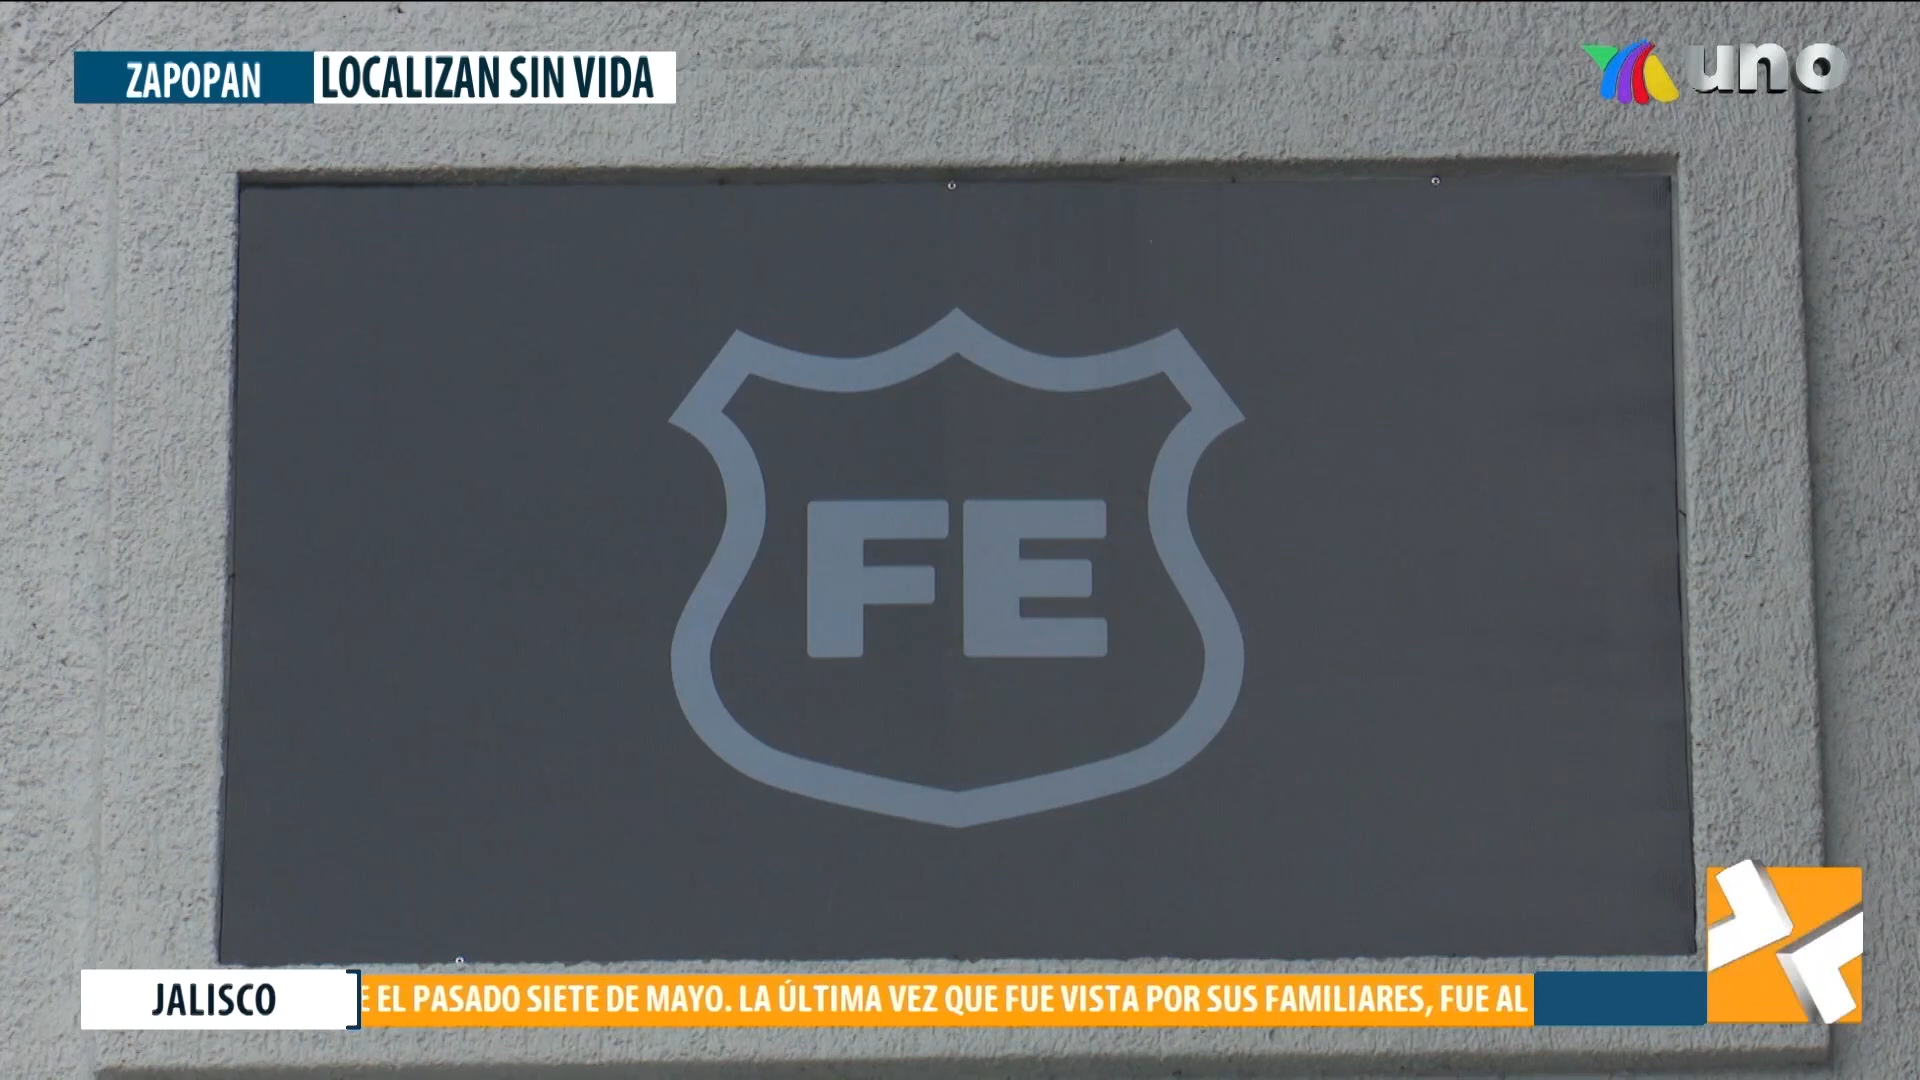 ZAPOPAN LOCALIZAN SIN VIDA
uno
FE
JALISCO
E EL PASADO SIETE DE MAYO. LA ÚLTIMA VEZ QUE FUE VISTA POR SUS FAMILIARES, FUE AL